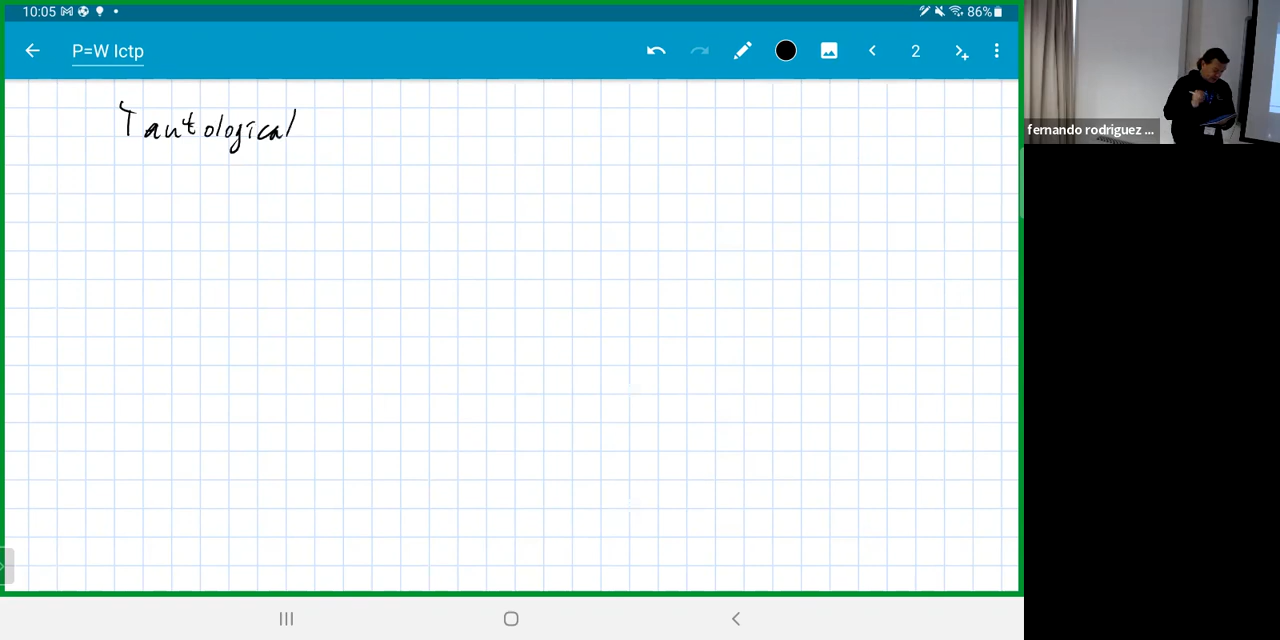 10:05
86%
P=W Ictp
2
Tautological
fernando rodriguez ...